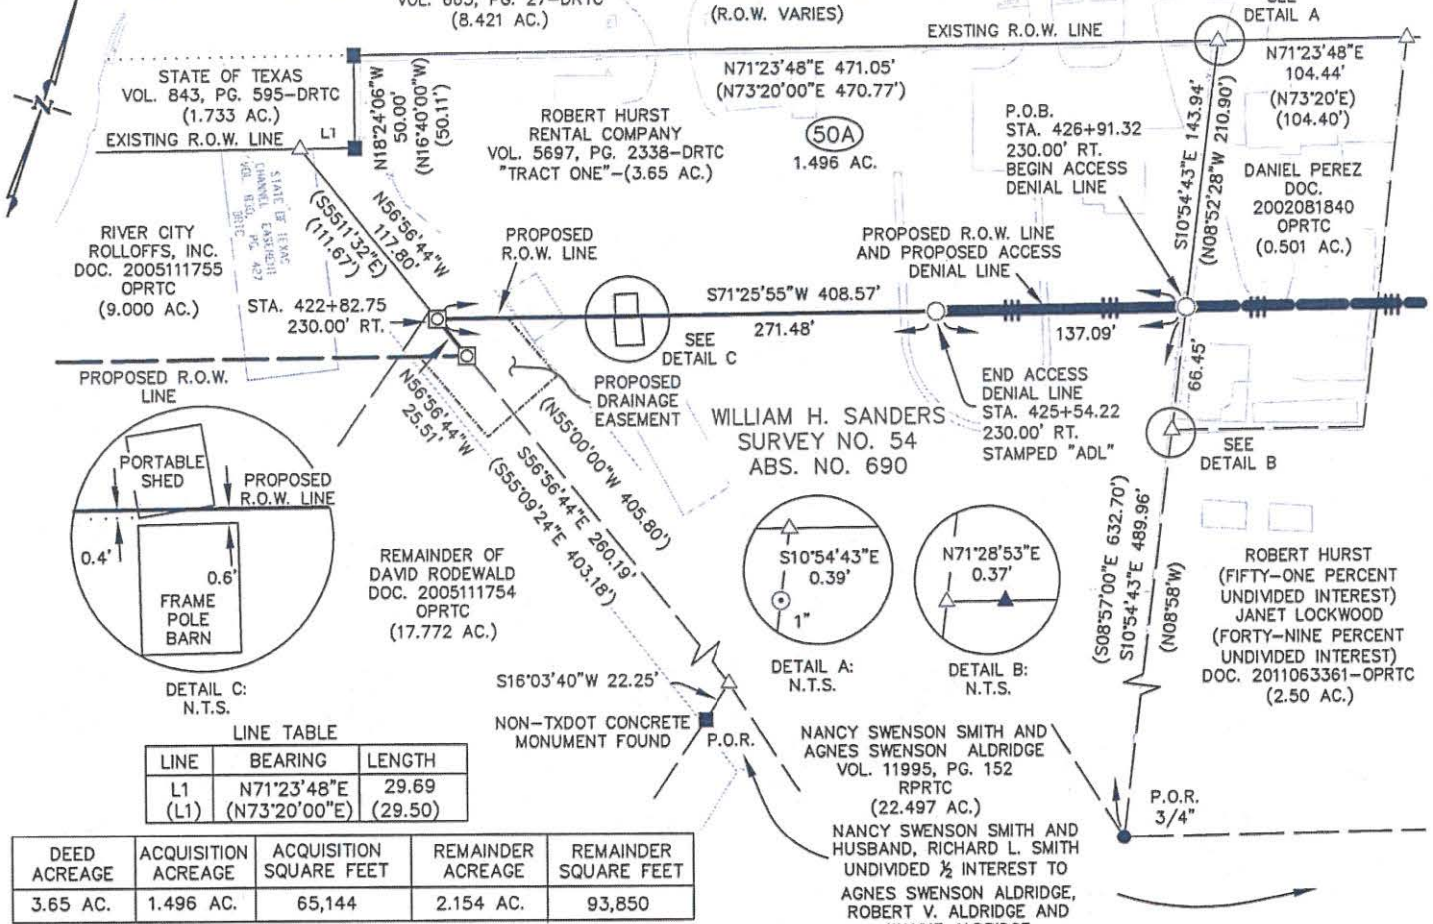 VOL. 683, PG. 27-DRTC
(8.421 AC.)
(R.O.W. VARIES)
EXISTING R.O.W. LINE
SEE
DETAIL A
STATE OF TEXAS
VOL. 843, PG. 595-DRTC
(1.733 AC.)
EXISTING R.O.W. LINE
L1
N
N18°24'06"W
50.00'
(N16°40'00"W)
(50.11')
N71°23'48"E 471.05'
(N73°20'00"E 470.77')
N71°23'48"E
104.44'
(N73°20'E)
(104.40')
ROBERT HURST
RENTAL COMPANY
VOL. 5697, PG. 2338-DRTC
"TRACT ONE"-(3.65 AC.)
50A
1.496 AC.
P.O.B.
STA. 426+91.32
230.00' RT.
BEGIN ACCESS
DENIAL LINE
S10°54'43"E 143.94'
(N08°52'28"W 210.90')
DANIEL PEREZ
DOC.
2002081840
OPRTC
(0.501 AC.)
STATE OF TEXAS
CHANNEL EASEMENT
VOL. 830, PG. 427
DRTC
RIVER CITY
ROLLOFFS, INC.
DOC. 2005111755
OPRTC
(9.000 AC.)
N56°56'44"W
117.80'
(S55°11'32"E)
(111.67')
PROPOSED
R.O.W. LINE
PROPOSED R.O.W. LINE
AND PROPOSED ACCESS
DENIAL LINE
STA. 422+82.75
230.00' RT.
S71°25'55"W 408.57'
271.48'
137.09'
SEE
DETAIL C
66.45'
PROPOSED R.O.W.
LINE
N56°56'44"W
25.51'
PROPOSED
DRAINAGE
EASEMENT
END ACCESS
DENIAL LINE
STA. 425+54.22
230.00' RT.
STAMPED "ADL"
WILLIAM H. SANDERS
SURVEY NO. 54
ABS. NO. 690
SEE
DETAIL B
(N55°00'00"W 405.80')
S56°56'44"E 260.19'
(S55°09'24"E 403.18')
PORTABLE
SHED
PROPOSED
R.O.W. LINE
0.4'
0.6'
FRAME
POLE
BARN
DETAIL C:
N.T.S.
REMAINDER OF
DAVID RODEWALD
DOC. 2005111754
OPRTC
(17.772 AC.)
S10°54'43"E
0.39'
1"
DETAIL A:
N.T.S.
N71°28'53"E
0.37'
DETAIL B:
N.T.S.
(S08°57'00"E 632.70')
S10°54'43"E 489.96'
(N08°58'W)
ROBERT HURST
(FIFTY-ONE PERCENT
UNDIVIDED INTEREST)
JANET LOCKWOOD
(FORTY-NINE PERCENT
UNDIVIDED INTEREST)
DOC. 2011063361-OPRTC
(2.50 AC.)
S16°03'40"W 22.25'
NON-TXDOT CONCRETE
MONUMENT FOUND
P.O.R.
NANCY SWENSON SMITH AND
AGNES SWENSON ALDRIDGE
VOL. 11995, PG. 152
RPRTC
(22.497 AC.)
NANCY SWENSON SMITH AND
HUSBAND, RICHARD L. SMITH
UNDIVIDED ½ INTEREST TO
AGNES SWENSON ALDRIDGE,
ROBERT V. ALDRIDGE AND
P.O.R.
3/4"
LINE TABLE
LINE BEARING LENGTH
L1 N71°23'48"E 29.69
(L1) (N73°20'00"E) (29.50)
DEED ACREAGE ACQUISITION ACREAGE ACQUISITION SQUARE FEET REMAINDER ACREAGE REMAINDER SQUARE FEET
3.65 AC. 1.496 AC. 65,144 2.154 AC. 93,850